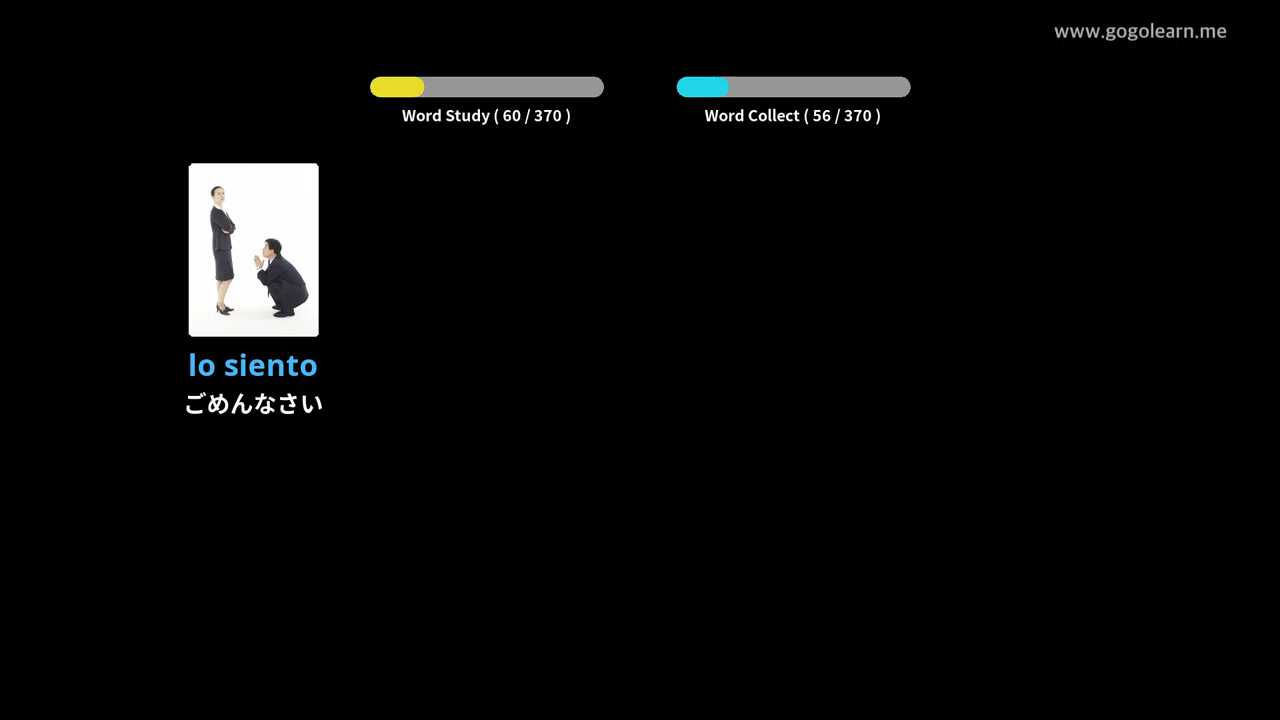 www.gogolearn.me
Word Study ( 60 / 370 )
Word Collect ( 56 / 370 )
lo siento
ごめんなさい